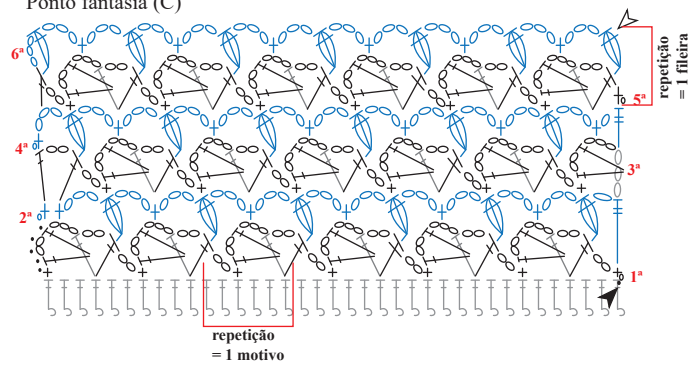 Ponto fantasia (C)
6ª
5ª
repetição
= 1 fileira
4ª
3ª
2ª
1ª
repetição
= 1 motivo